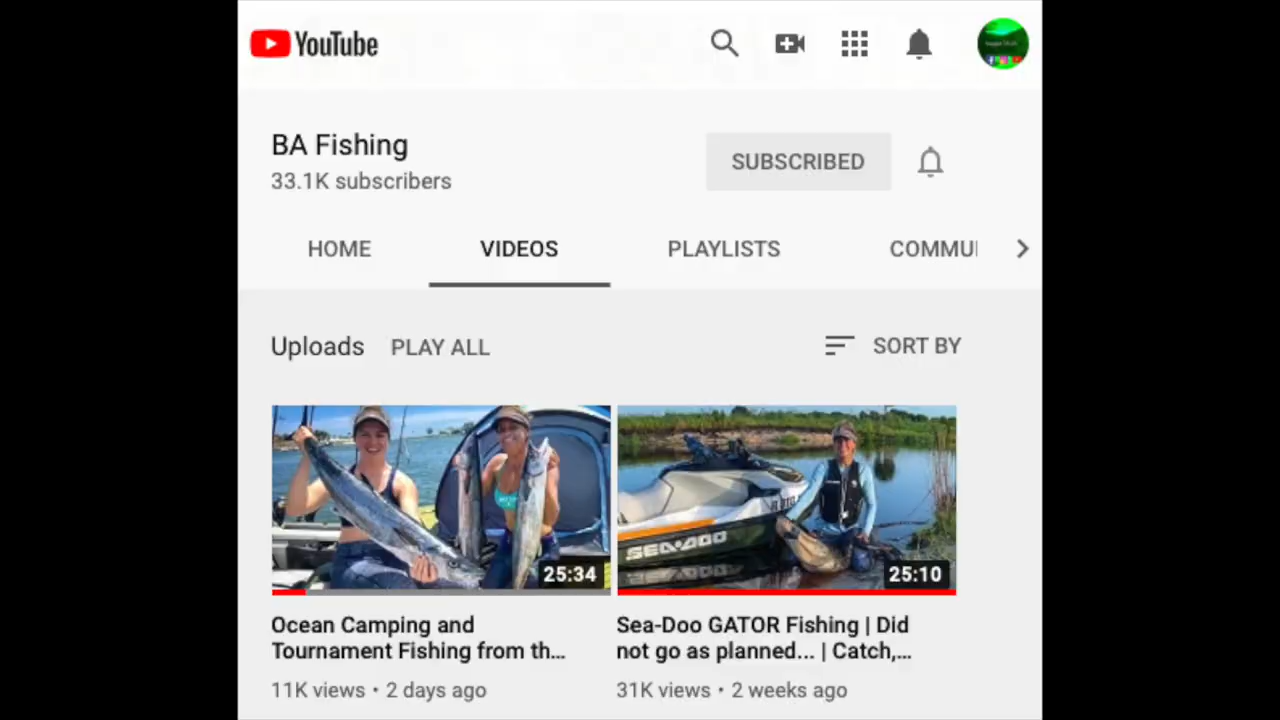 YouTube
BA Fishing
33.1K subscribers
SUBSCRIBED
HOME VIDEOS PLAYLISTS COMMU
Uploads PLAY ALL SORT BY
SEA-DOO
25:34 25:10
Ocean Camping and
Tournament Fishing from th...
11K views • 2 days ago
Sea-Doo GATOR Fishing | Did
not go as planned... | Catch,...
31K views • 2 weeks ago